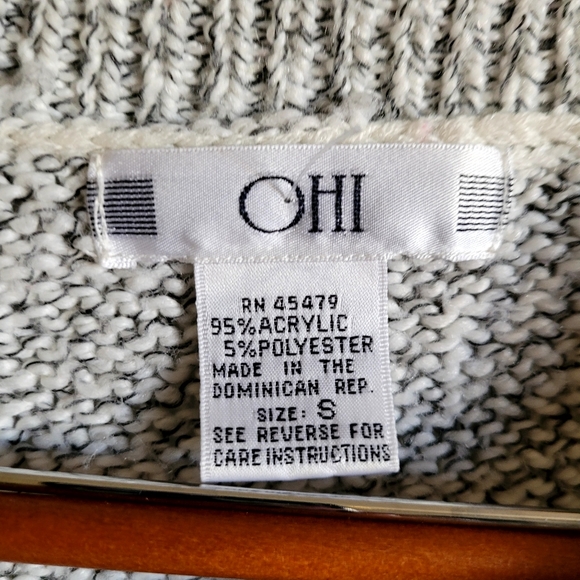 OHI
RN 45479
95% ACRYLIC
5% POLYESTER
MADE IN THE
DOMINICAN REP.
SIZE: S
SEE REVERSE FOR
CARE INSTRUCTIONS